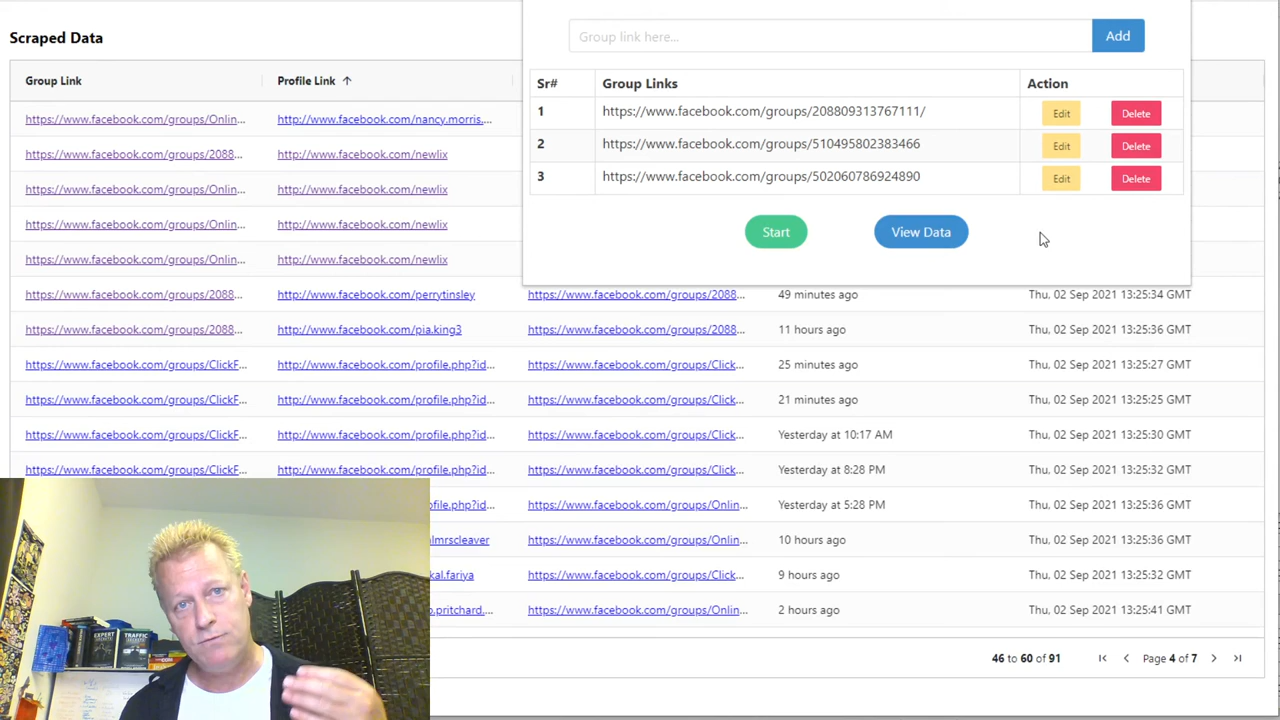 Scraped Data
Group link here...
Add
Sr# Group Links Action
1 https://www.facebook.com/groups/208809313767111/ Edit Delete
2 https://www.facebook.com/groups/510495802383466 Edit Delete
3 https://www.facebook.com/groups/502060786924890 Edit Delete
Start View Data
Group Link Profile Link ↑
https://www.facebook.com/groups/Onlin... http://www.facebook.com/nancy.morris....
https://www.facebook.com/groups/2088... http://www.facebook.com/newlix
https://www.facebook.com/groups/Onlin... http://www.facebook.com/newlix
https://www.facebook.com/groups/Onlin... http://www.facebook.com/newlix
https://www.facebook.com/groups/Onlin... http://www.facebook.com/newlix
https://www.facebook.com/groups/2088... http://www.facebook.com/perrytinsley https://www.facebook.com/groups/2088... 49 minutes ago Thu, 02 Sep 2021 13:25:34 GMT
https://www.facebook.com/groups/2088... http://www.facebook.com/pia.king3 https://www.facebook.com/groups/2088... 11 hours ago Thu, 02 Sep 2021 13:25:36 GMT
https://www.facebook.com/groups/ClickF... http://www.facebook.com/profile.php?id... https://www.facebook.com/groups/Click... 25 minutes ago Thu, 02 Sep 2021 13:25:27 GMT
https://www.facebook.com/groups/ClickF... http://www.facebook.com/profile.php?id... https://www.facebook.com/groups/Click... 21 minutes ago Thu, 02 Sep 2021 13:25:25 GMT
https://www.facebook.com/groups/ClickF... http://www.facebook.com/profile.php?id... https://www.facebook.com/groups/Click... Yesterday at 10:17 AM Thu, 02 Sep 2021 13:25:30 GMT
https://www.facebook.com/groups/ClickF... http://www.facebook.com/profile.php?id... https://www.facebook.com/groups/Click... Yesterday at 8:28 PM Thu, 02 Sep 2021 13:25:36 GMT
php?id... https://www.facebook.com/groups/Onlin... Yesterday at 5:28 PM Thu, 02 Sep 2021 13:25:36 GMT
lmrscleaver https://www.facebook.com/groups/Onlin... 10 hours ago Thu, 02 Sep 2021 13:25:36 GMT
kal.fariya https://www.facebook.com/groups/Click... 9 hours ago Thu, 02 Sep 2021 13:25:32 GMT
o.pritchard.... https://www.facebook.com/groups/Onlin... 2 hours ago Thu, 02 Sep 2021 13:25:41 GMT
46 to 60 of 91 Page 4 of 7
EXPERT SECRETS
TRAFFIC SECRETS